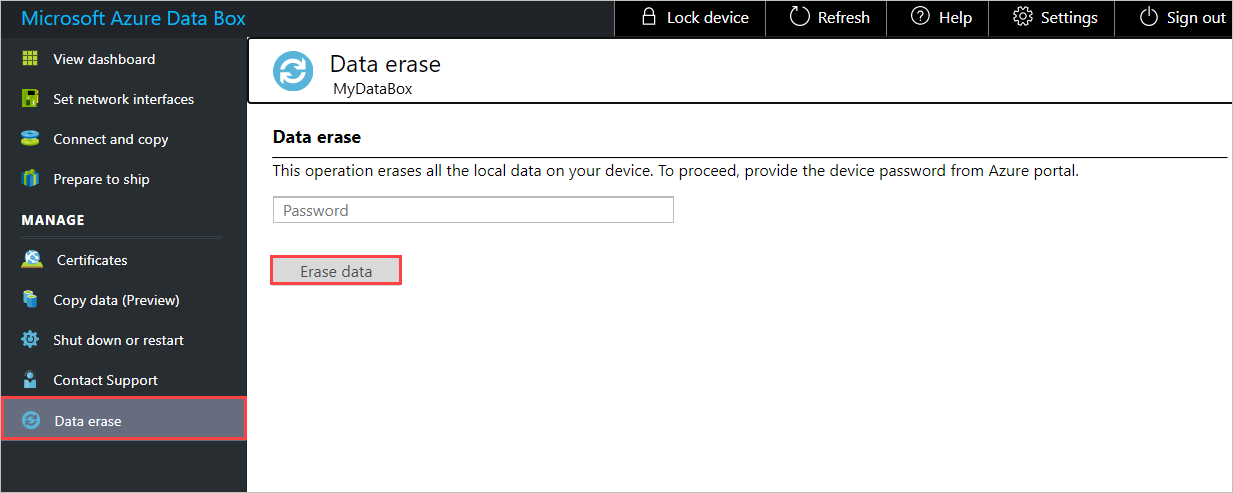 Microsoft Azure Data Box
Lock device
Refresh
Help
Settings
Sign out
View dashboard
Set network interfaces
Connect and copy
Prepare to ship
MANAGE
Certificates
Copy data (Preview)
Shut down or restart
Contact Support
Data erase
Data erase
MyDataBox
Data erase
This operation erases all the local data on your device. To proceed, provide the device password from Azure portal.
Password
Erase data